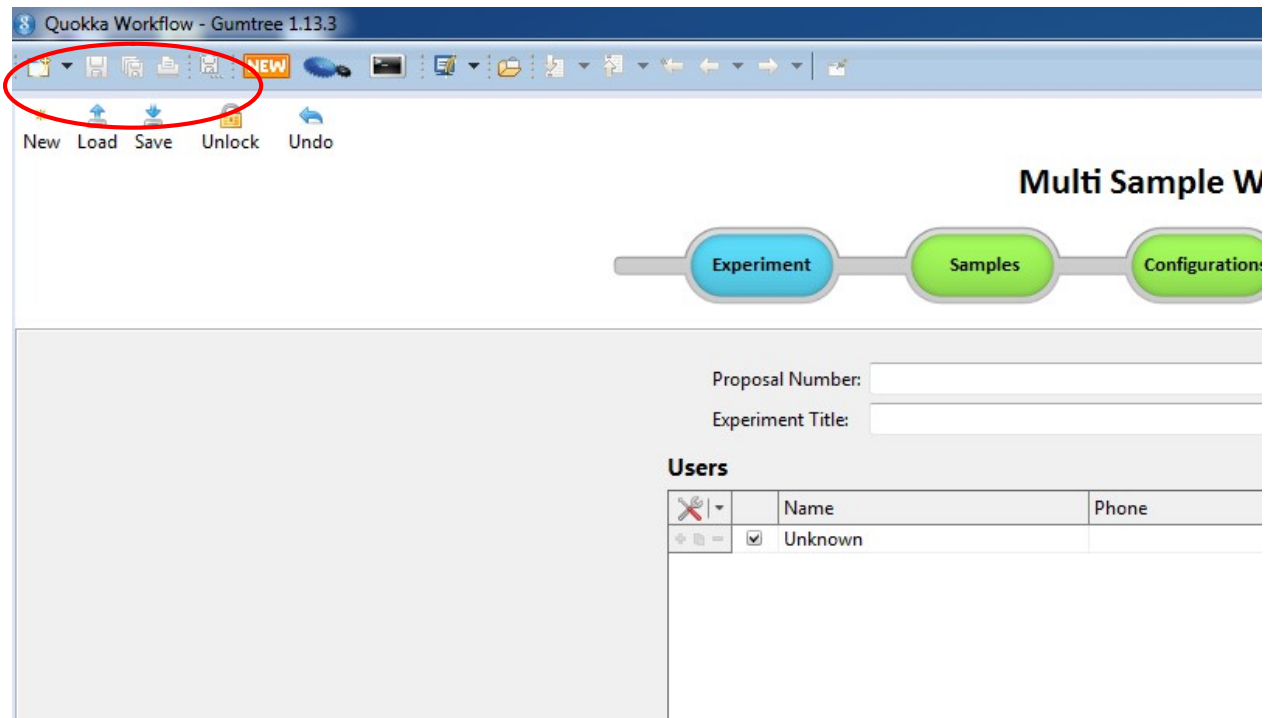 Quokka Workflow - Gumtree 1.13.3
NEW
New Load Save Unlock Undo
Multi Sample W
Experiment Samples Configurations
Proposal Number:
Experiment Title:
Users
Name Phone
Unknown